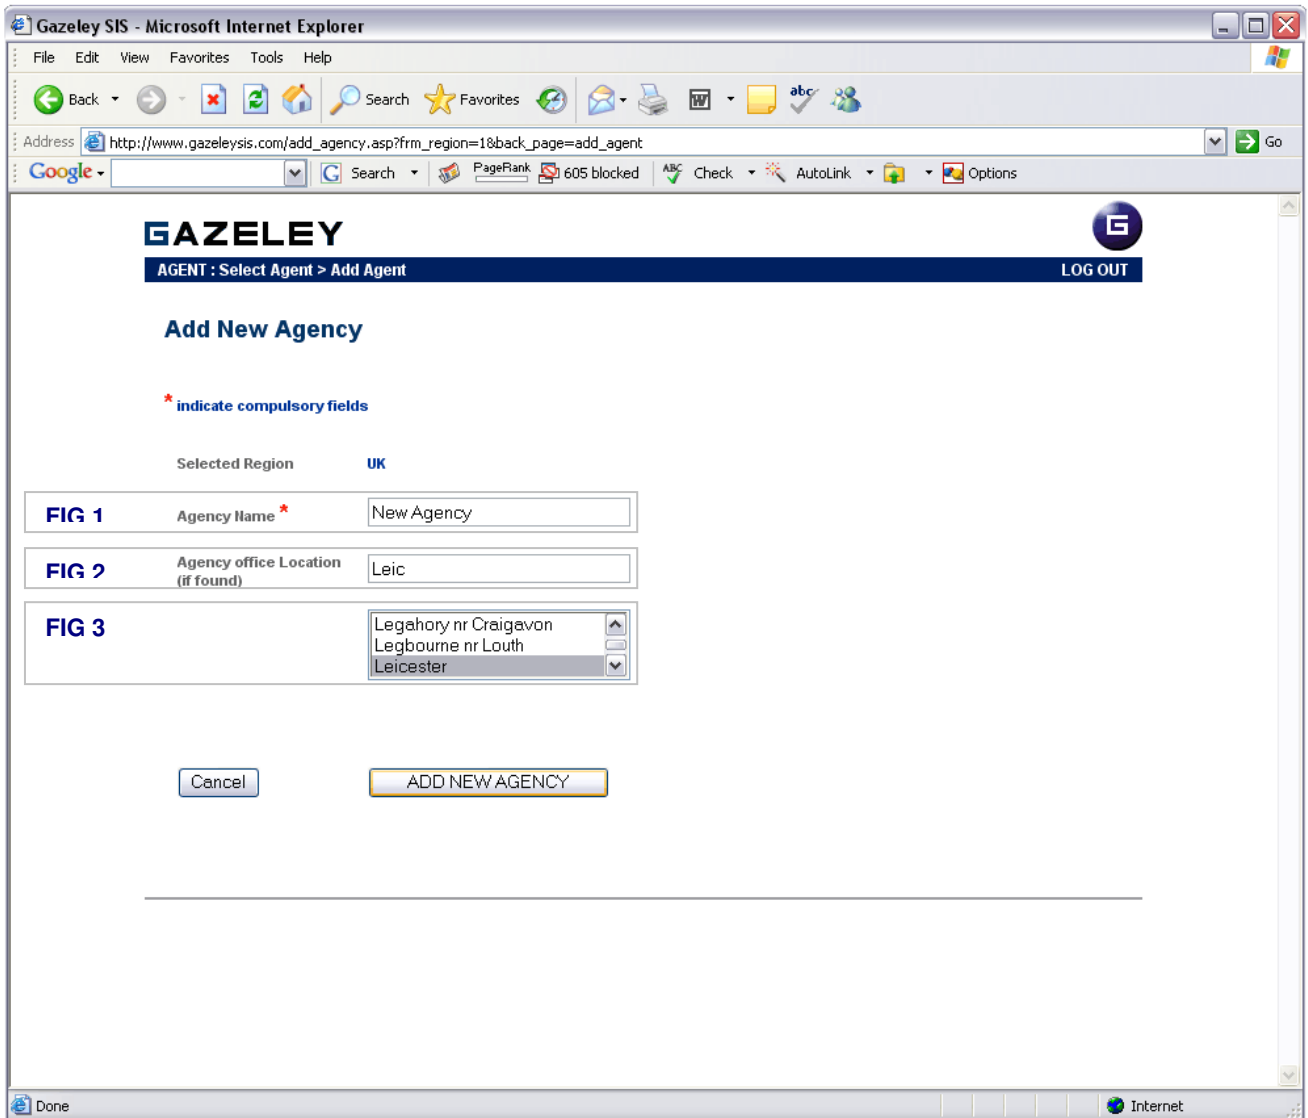 Gazeley SIS - Microsoft Internet Explorer
File Edit View Favorites Tools Help
Back Search Favorites W abc
Address http://www.gazeleysis.com/add_agency.asp?frm_region=1&back_page=add_agent Go
Google G Search PageRank 605 blocked ABC Check AutoLink Options
GAZELEY G
AGENT : Select Agent > Add Agent LOG OUT
Add New Agency
* indicate compulsory fields
Selected Region UK
FIG 1 Agency Name * New Agency
FIG 2 Agency office Location
(if found) Leic
FIG 3 Legahory nr Craigavon
Legbourne nr Louth
Leicester
Cancel ADD NEW AGENCY
Done Internet